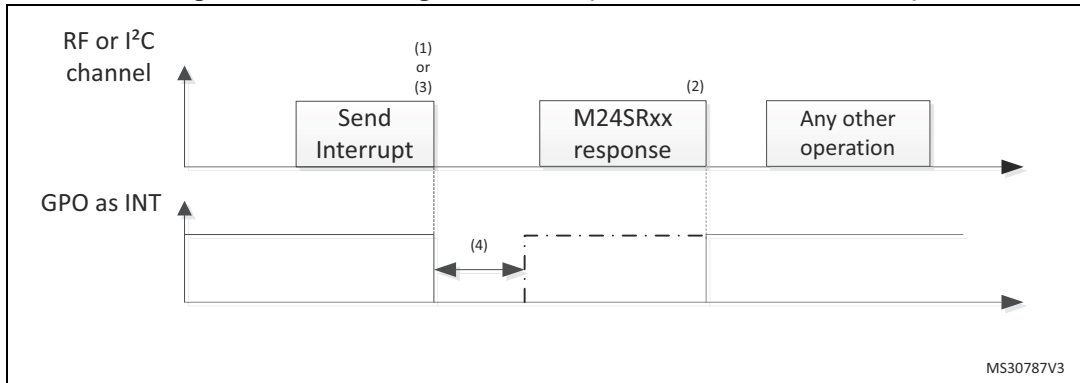 RF or I²C
channel
(1)
or
(3)
(2)
Send
Interrupt
M24SRxx
response
Any other
operation
GPO as INT
(4)
MS30787V3